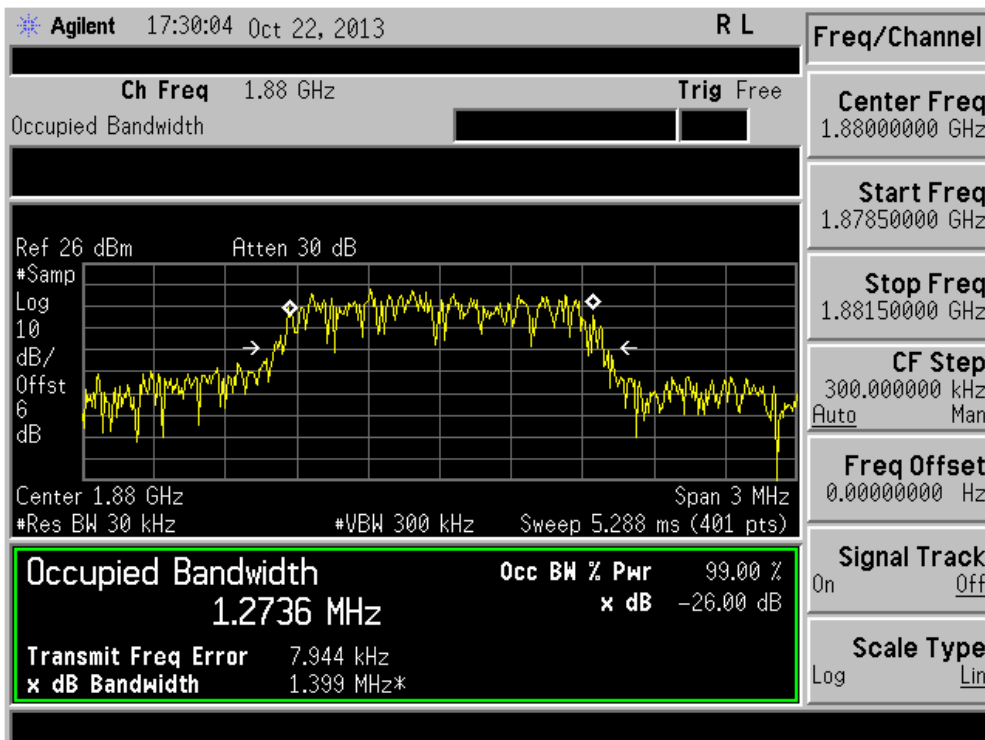 Agilent 17:30:04 Oct 22, 2013 R L
Ch Freq 1.88 GHz Trig Free
Occupied Bandwidth
Ref 26 dBm Atten 30 dB
#Samp
Log
10
dB/
Offst
6
dB
Center 1.88 GHz Span 3 MHz
#Res BW 30 kHz #VBW 300 kHz Sweep 5.288 ms (401 pts)
Occupied Bandwidth
1.2736 MHz
Occ BW % Pwr 99.00 %
x dB -26.00 dB
Transmit Freq Error 7.944 kHz
x dB Bandwidth 1.399 MHz*
Freq/Channel
Center Freq
1.88000000 GHz
Start Freq
1.87850000 GHz
Stop Freq
1.88150000 GHz
CF Step
300.000000 kHz
Auto Man
Freq Offset
0.00000000 Hz
Signal Track
On Off
Scale Type
Log Lin